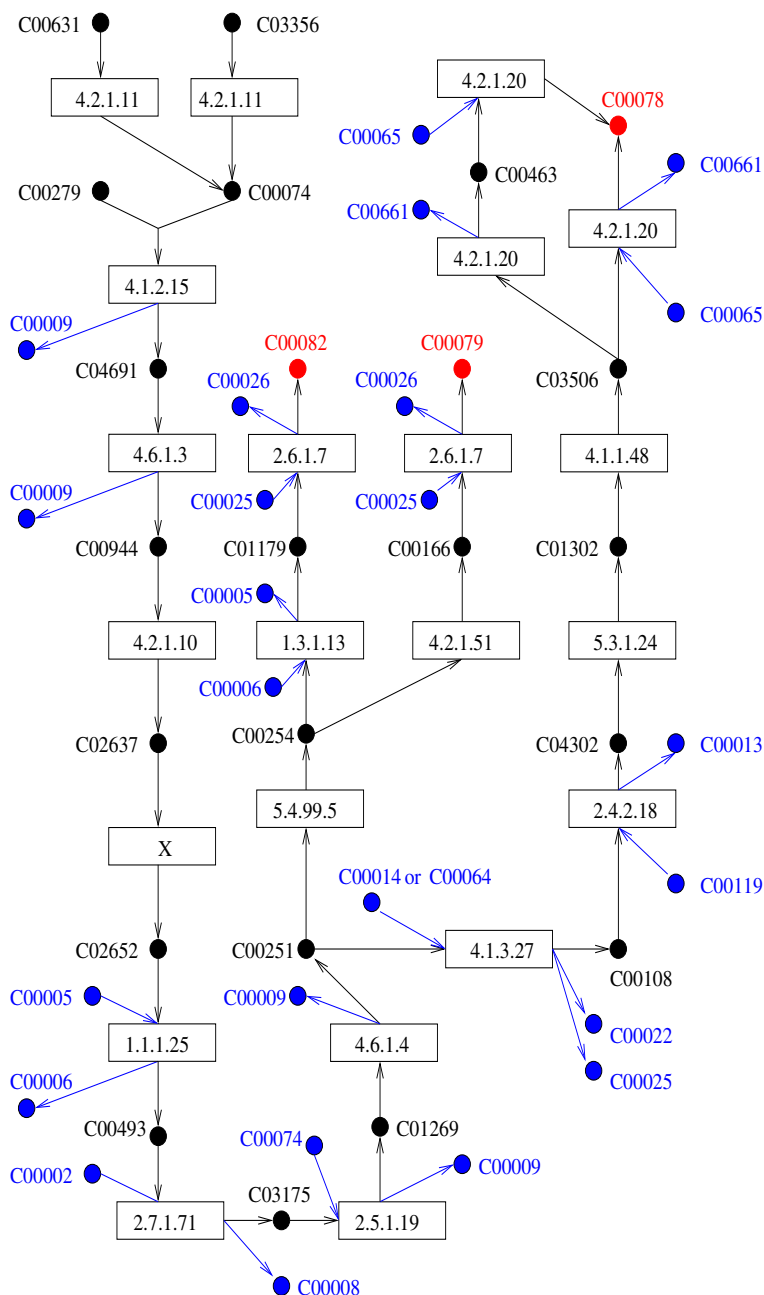 C00631
C03356
4.2.1.11
4.2.1.11
C00279
C00074
4.1.2.15
C00009
C04691
4.6.1.3
C00009
C00944
4.2.1.10
C02637
X
C02652
C00005
1.1.1.25
C00006
C00493
C00002
2.7.1.71
C00008
C03175
C00074
2.5.1.19
C00009
C01269
4.6.1.4
C00009
C00251
5.4.99.5
C00254
C00006
1.3.1.13
C00005
C01179
C00025
2.6.1.7
C00026
C00082
4.2.1.51
C00166
C00025
2.6.1.7
C00026
C00079
C00014 or C00064
4.1.3.27
C00108
C00022
C00025
C00119
2.4.2.18
C00013
C04302
5.3.1.24
C01302
4.1.1.48
C03506
C00065
4.2.1.20
C00661
4.2.1.20
C00661
C00463
C00065
4.2.1.20
C00078